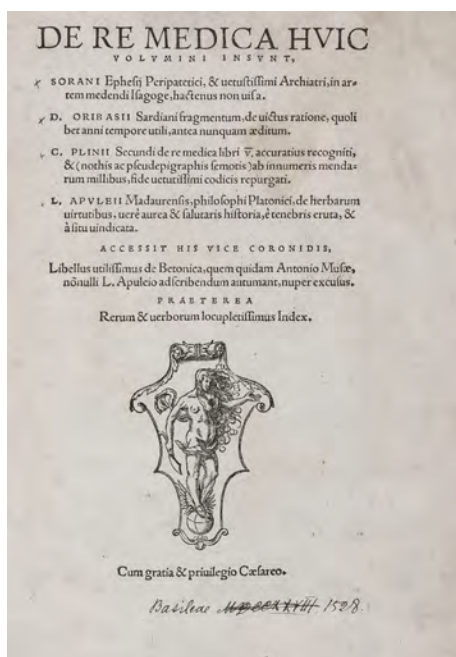 DE RE MEDICA HVIC
VOLVMINI INSVNT,
SORANI Ephesij Peripatetici, & uetustissimi Archiatri, in ar-
tem medendi Isagoge, hactenus non uisa.
D. ORIBASII Sardiani fragmentum, de uictus ratione, quoli
bet anni tempore utili, antea nunquam æditum.
C. PLINII Secundi de re medica libri V. accuratius recogniti,
& (nothis ac pseudepigraphis semotis) ab innumeris menda-
rum millibus, fide uetustissimi codicis repurgati.
L. APVLEII Madaurensis, philosophi Platonici, de herbarum
uirtutibus, uerè aurea & salutaris historia, è tenebris eruta, &
à situ uindicata.
ACCESSIT HIS VICE CORONIDIS,
Libellus utilissimus de Betonica, quem quidam Antonio Musæ,
nõnulli L. Apuleio adscribendum autumant, nuper excusus.
PRAETEREA
Rerum & uerborum locupletissimus Index.
Cum gratia & priuilegio Cæsareo.
Basileae 1528.